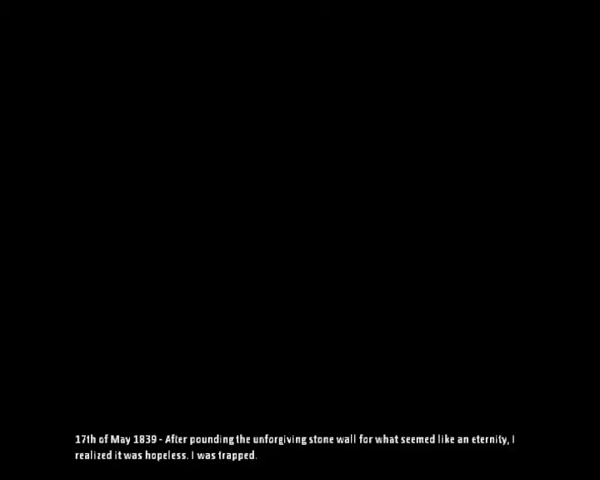 17th of May 1839 - After pounding the unforgiving stone wall for what seemed like an eternity, I
realized it was hopeless. I was trapped.